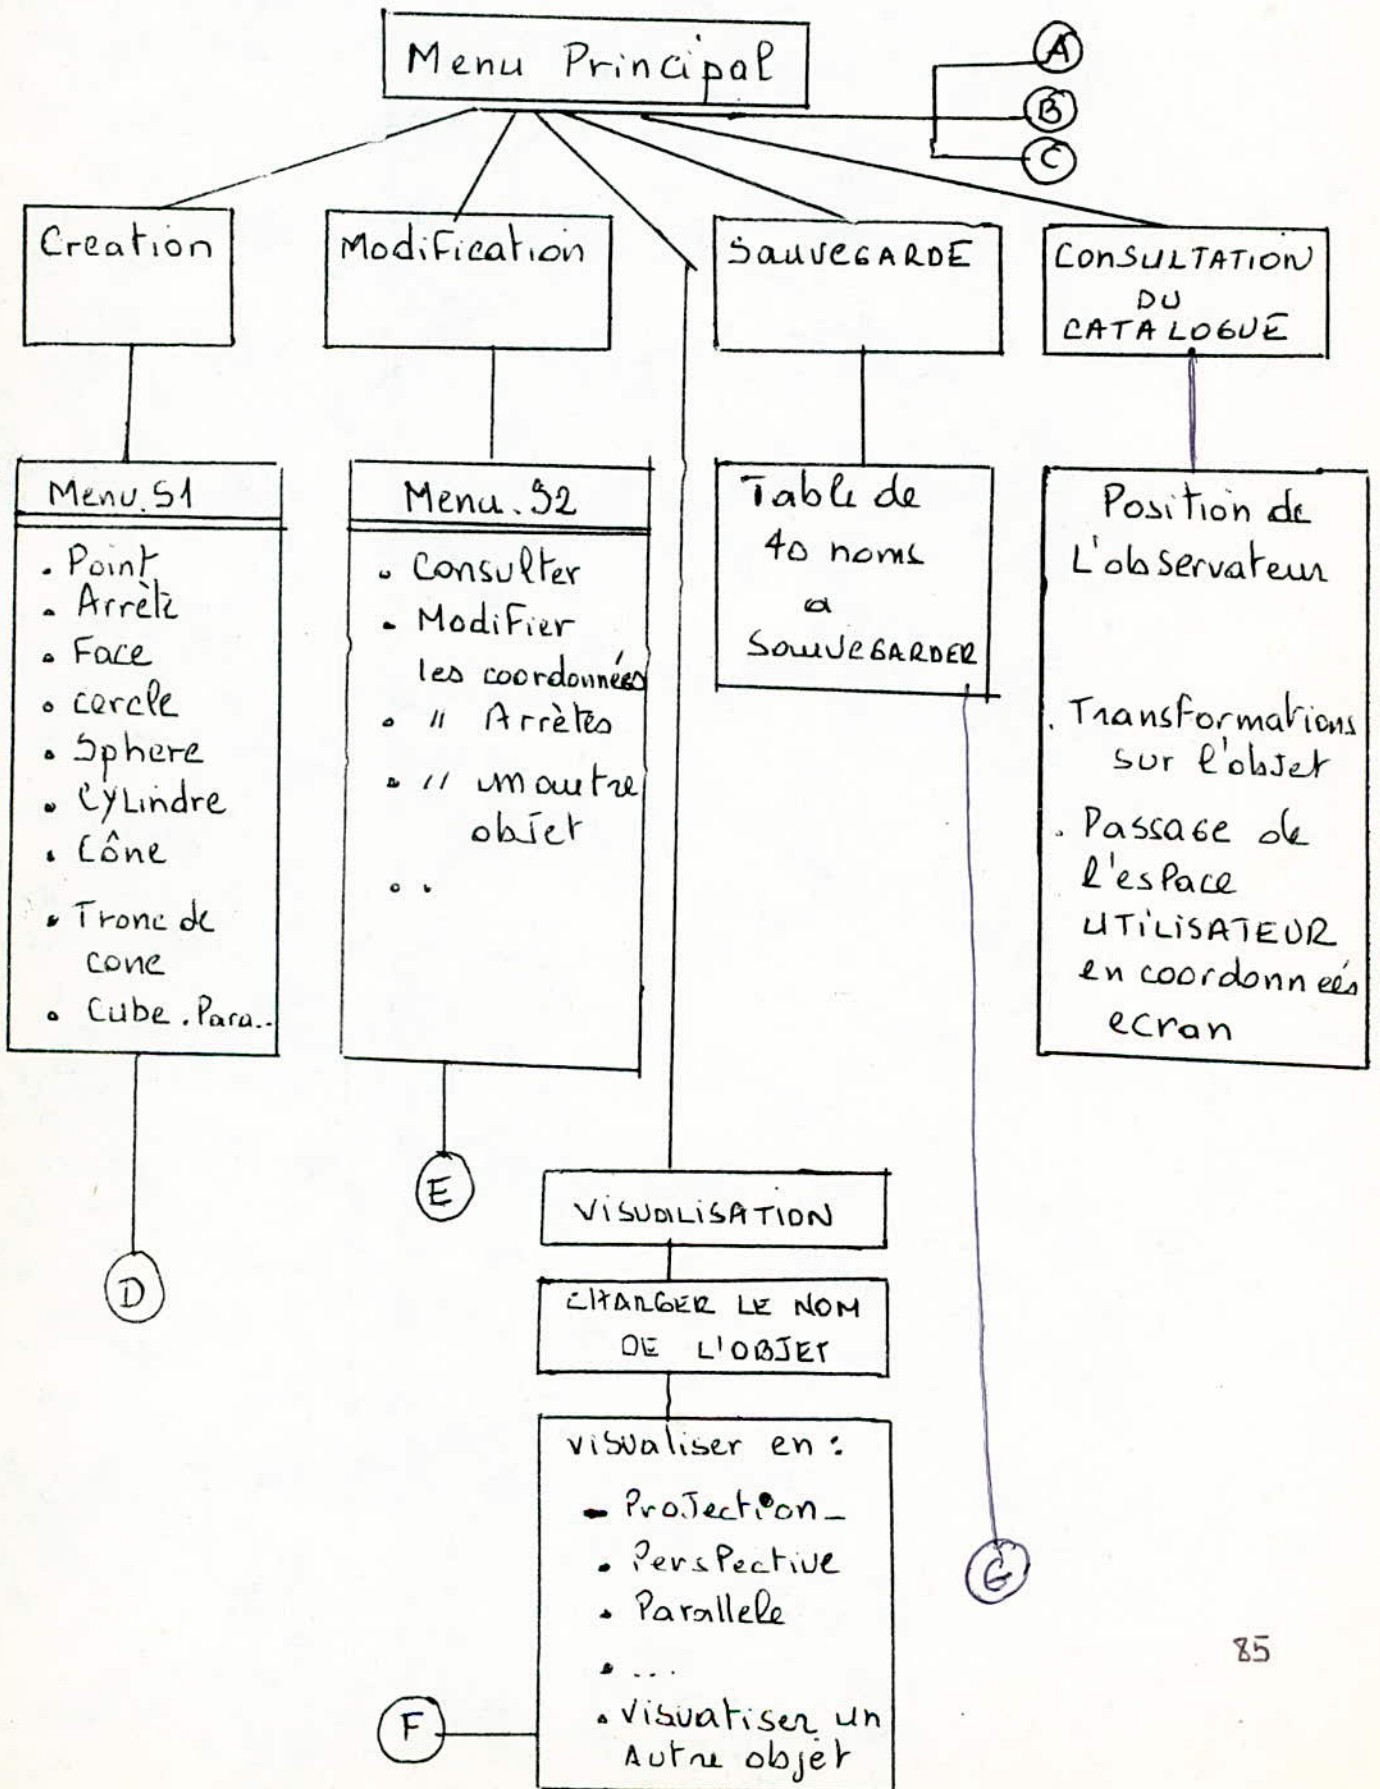 Menu Principal
A
B
C
Creation
Modification
SauveGARDE
CONSULTATION
DU
CATALOGUE
Menu.S1
. Point
. Arrête
. Face
. cercle
. Sphere
. CYLindre
. Cône
. Tronc de
cone
. Cube.Para..
Menu.S2
. Consulter
. Modifier
les coordonnées
. " Arrètes
. " un autre
objet
. .
Table de
40 noms
a
SauveGARDER
Position de
L'observateur
. Transformations
sur l'objet
. Passage de
l'espace
UTILISATEUR
en coordonnées
ecran
D
E
VISUALISATION
CHARGER LE NOM
DE L'OBJET
visualiser en :
- Projection -
. Perspective
. Parallele
. ...
. Visualiser un
Autre objet
F
G
85